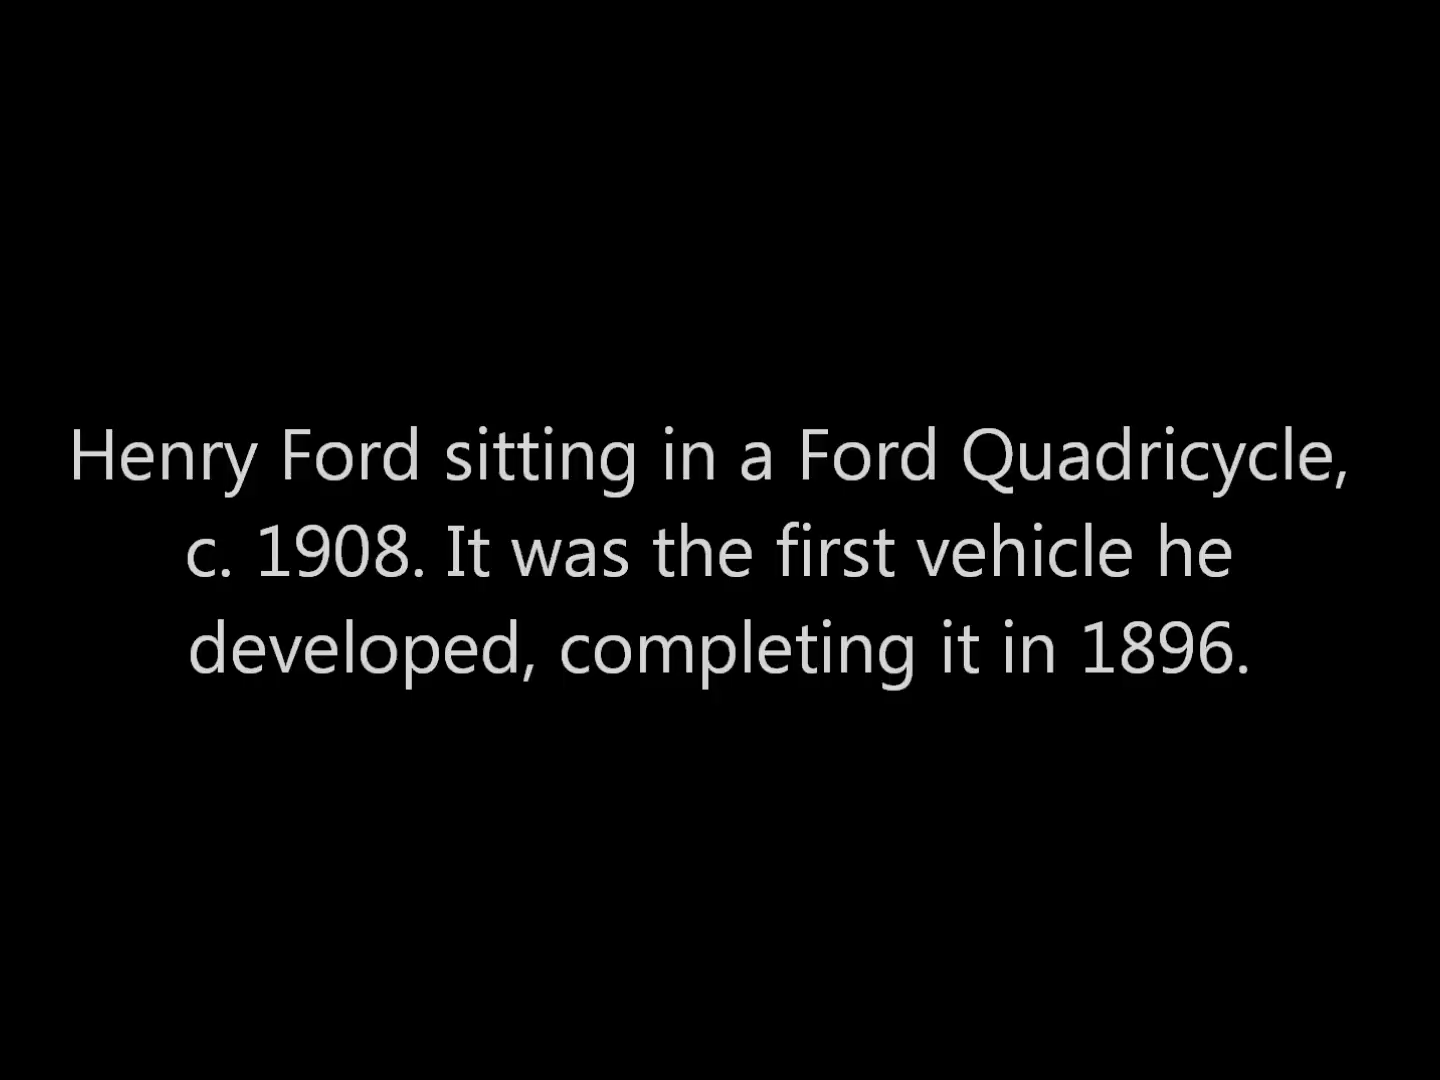 Henry Ford sitting in a Ford Quadricycle,
c. 1908. It was the first vehicle he
developed, completing it in 1896.